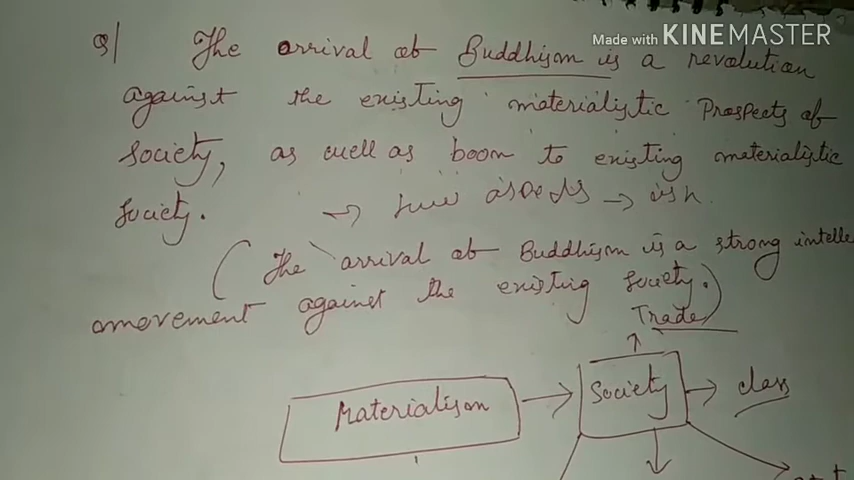 Made with KINEMASTER
Q| The arrival of Buddhism is a revolution
against the existing materialistic Prospects of
Society, as well as boom to existing materialistic
Society. → → 
( The arrival of Buddhism is a strong intelle
movement against the existing society. )
Trade
Materialism → Society → class